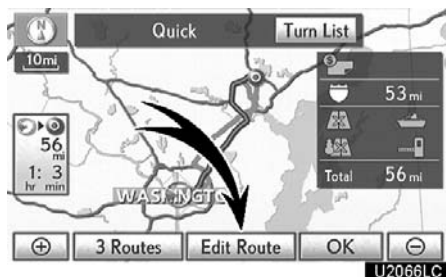 Quick
Turn List
10mi
53 mi
56
mi
1: 3
hr min
WASHINGTO
Total 56 mi
3 Routes
Edit Route
OK
U2066LC